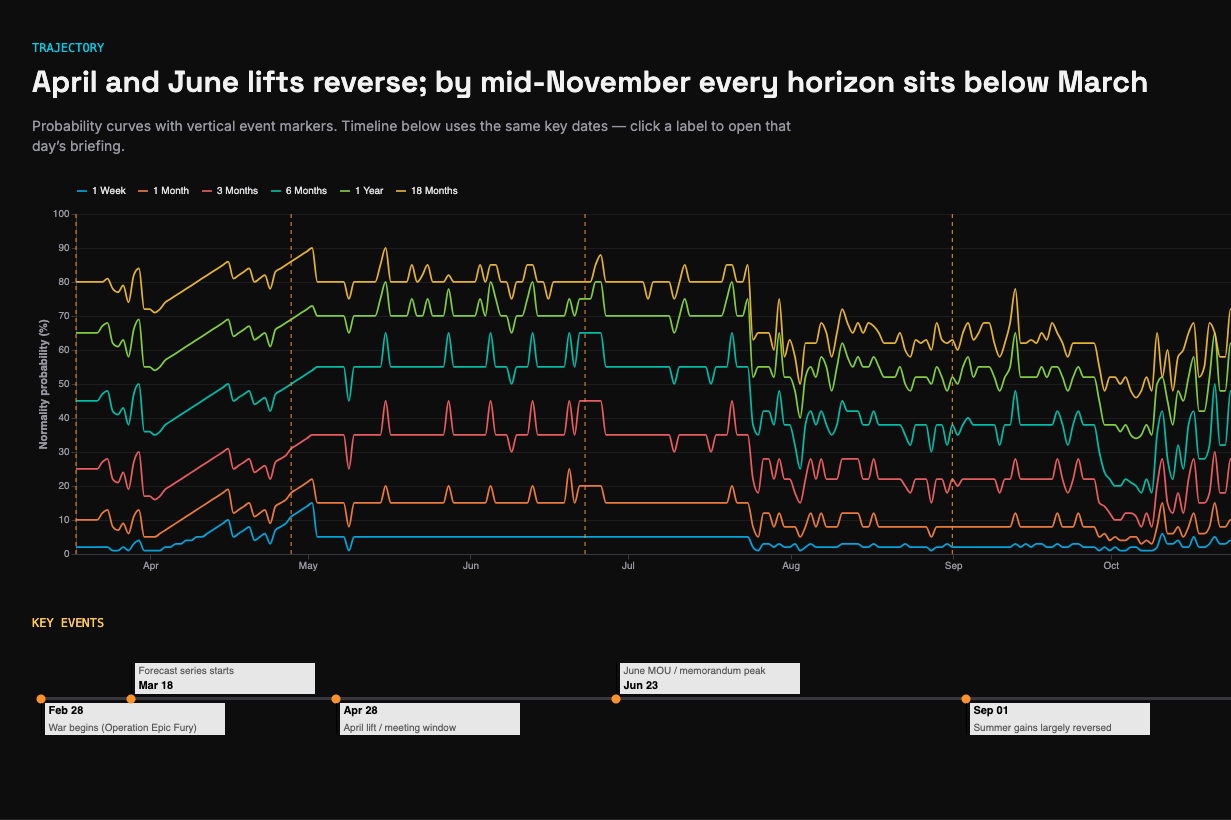 TRAJECTORY
April and June lifts reverse; by mid-November every horizon sits below March
Probability curves with vertical event markers. Timeline below uses the same key dates — click a label to open that
day's briefing.
1 Week 1 Month 3 Months 6 Months 1 Year 18 Months
Normality probability (%)
100
90
80
70
60
50
40
30
20
10
0
Apr May Jun Jul Aug Sep Oct
KEY EVENTS
Forecast series starts
Mar 18
June MOU / memorandum peak
Jun 23
Feb 28
War begins (Operation Epic Fury)
Apr 28
April lift / meeting window
Sep 01
Summer gains largely reversed